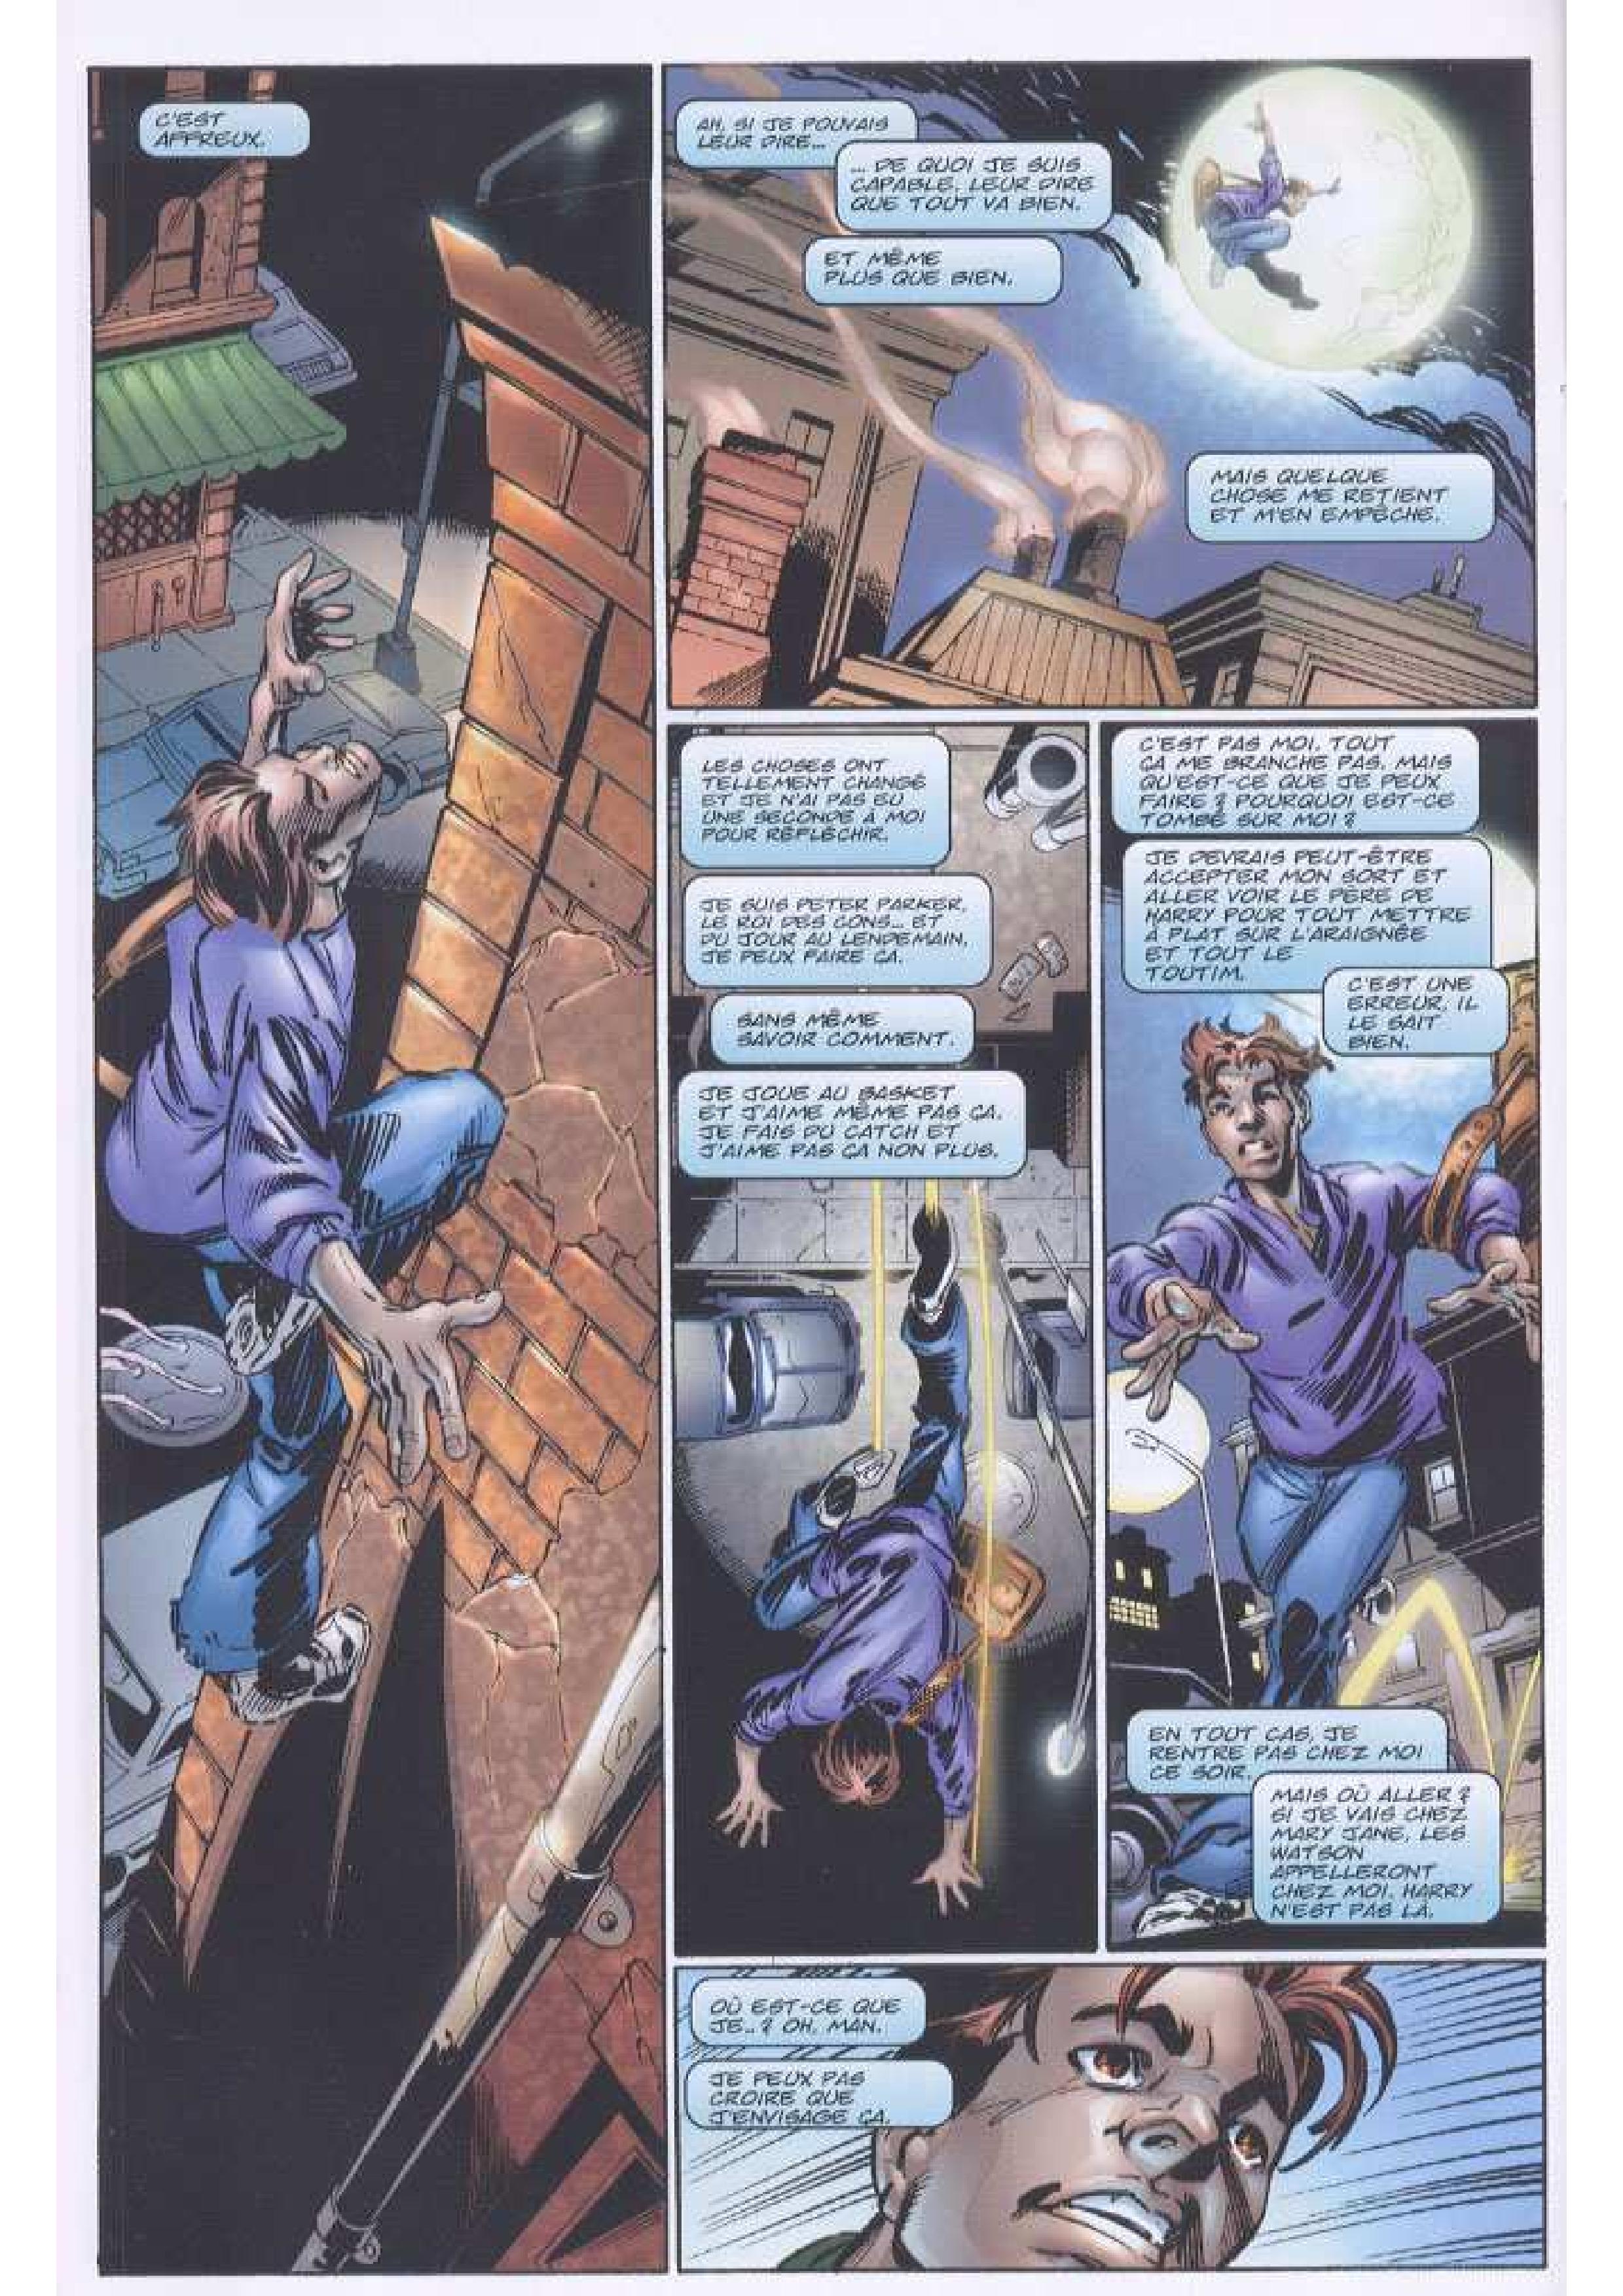 C'EST
AFFREUX.
AH, SI JE POUVAIS
LEUR DIRE...
... DE QUOI JE SUIS
CAPABLE, LEUR DIRE
QUE TOUT VA BIEN.
ET MÊME
PLUS QUE BIEN.
MAIS QUELQUE
CHOSE ME RETIENT
ET M'EN EMPÊCHE.
LES CHOSES ONT
TELLEMENT CHANGÉ
ET JE N'AI PAS EU
UNE SECONDE À MOI
POUR RÉFLÉCHIR.
JE SUIS PETER PARKER,
LE ROI DES CONS... ET
DU JOUR AU LENDEMAIN,
JE PEUX FAIRE ÇA.
SANS MÊME
SAVOIR COMMENT.
JE JOUE AU BASKET
ET J'AIME MÊME PAS ÇA.
JE FAIS DU CATCH ET
J'AIME PAS ÇA NON PLUS.
C'EST PAS MOI. TOUT
ÇA ME BRANCHE PAS. MAIS
QU'EST-CE QUE JE PEUX
FAIRE ? POURQUOI EST-CE
TOMBÉ SUR MOI ?
JE DEVRAIS PEUT-ÊTRE
ACCEPTER MON SORT ET
ALLER VOIR LE PÈRE DE
HARRY POUR TOUT METTRE
À PLAT SUR L'ARAIGNÉE
ET TOUT LE
TOUTIM.
C'EST UNE
ERREUR, IL
LE SAIT
BIEN.
EN TOUT CAS, JE
RENTRE PAS CHEZ MOI
CE SOIR.
MAIS OÙ ALLER ?
SI JE VAIS CHEZ
MARY JANE, LES
WATSON
APPELLERONT
CHEZ MOI. HARRY
N'EST PAS LÀ.
OÙ EST-CE QUE
JE..? OH, MAN.
JE PEUX PAS
CROIRE QUE
J'ENVISAGE ÇA.